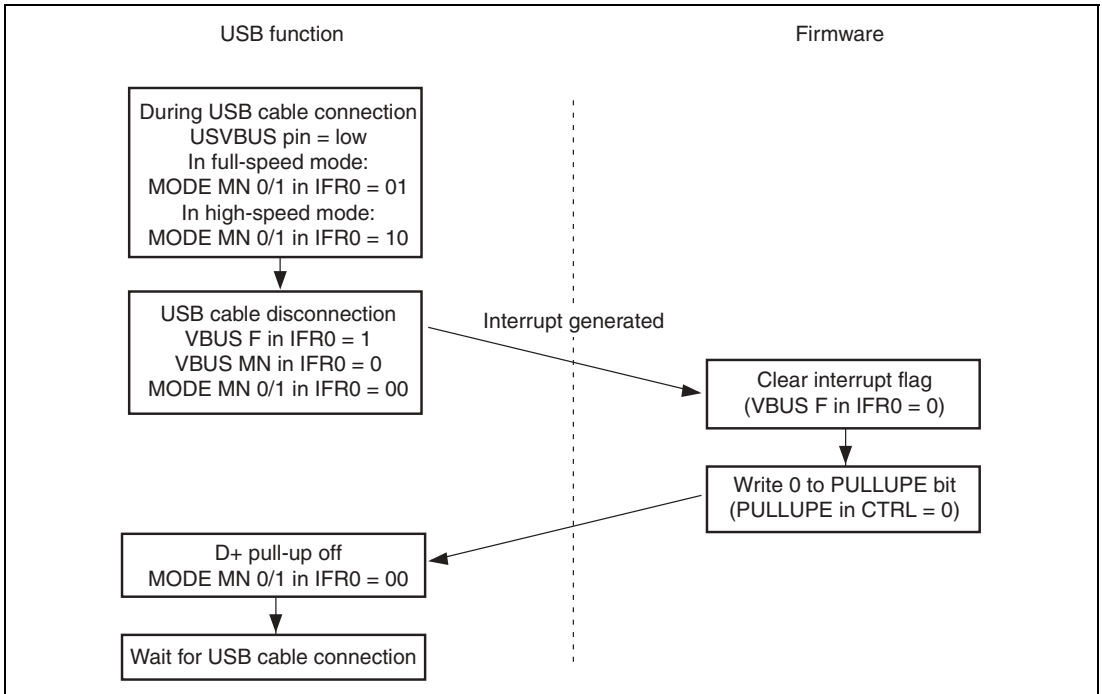 USB function
Firmware
During USB cable connection
USVBUS pin = low
In full-speed mode:
MODE MN 0/1 in IFR0 = 01
In high-speed mode:
MODE MN 0/1 in IFR0 = 10
USB cable disconnection
VBUS F in IFR0 = 1
VBUS MN in IFR0 = 0
MODE MN 0/1 in IFR0 = 00
Interrupt generated
Clear interrupt flag
(VBUS F in IFR0 = 0)
Write 0 to PULLUPE bit
(PULLUPE in CTRL = 0)
D+ pull-up off
MODE MN 0/1 in IFR0 = 00
Wait for USB cable connection